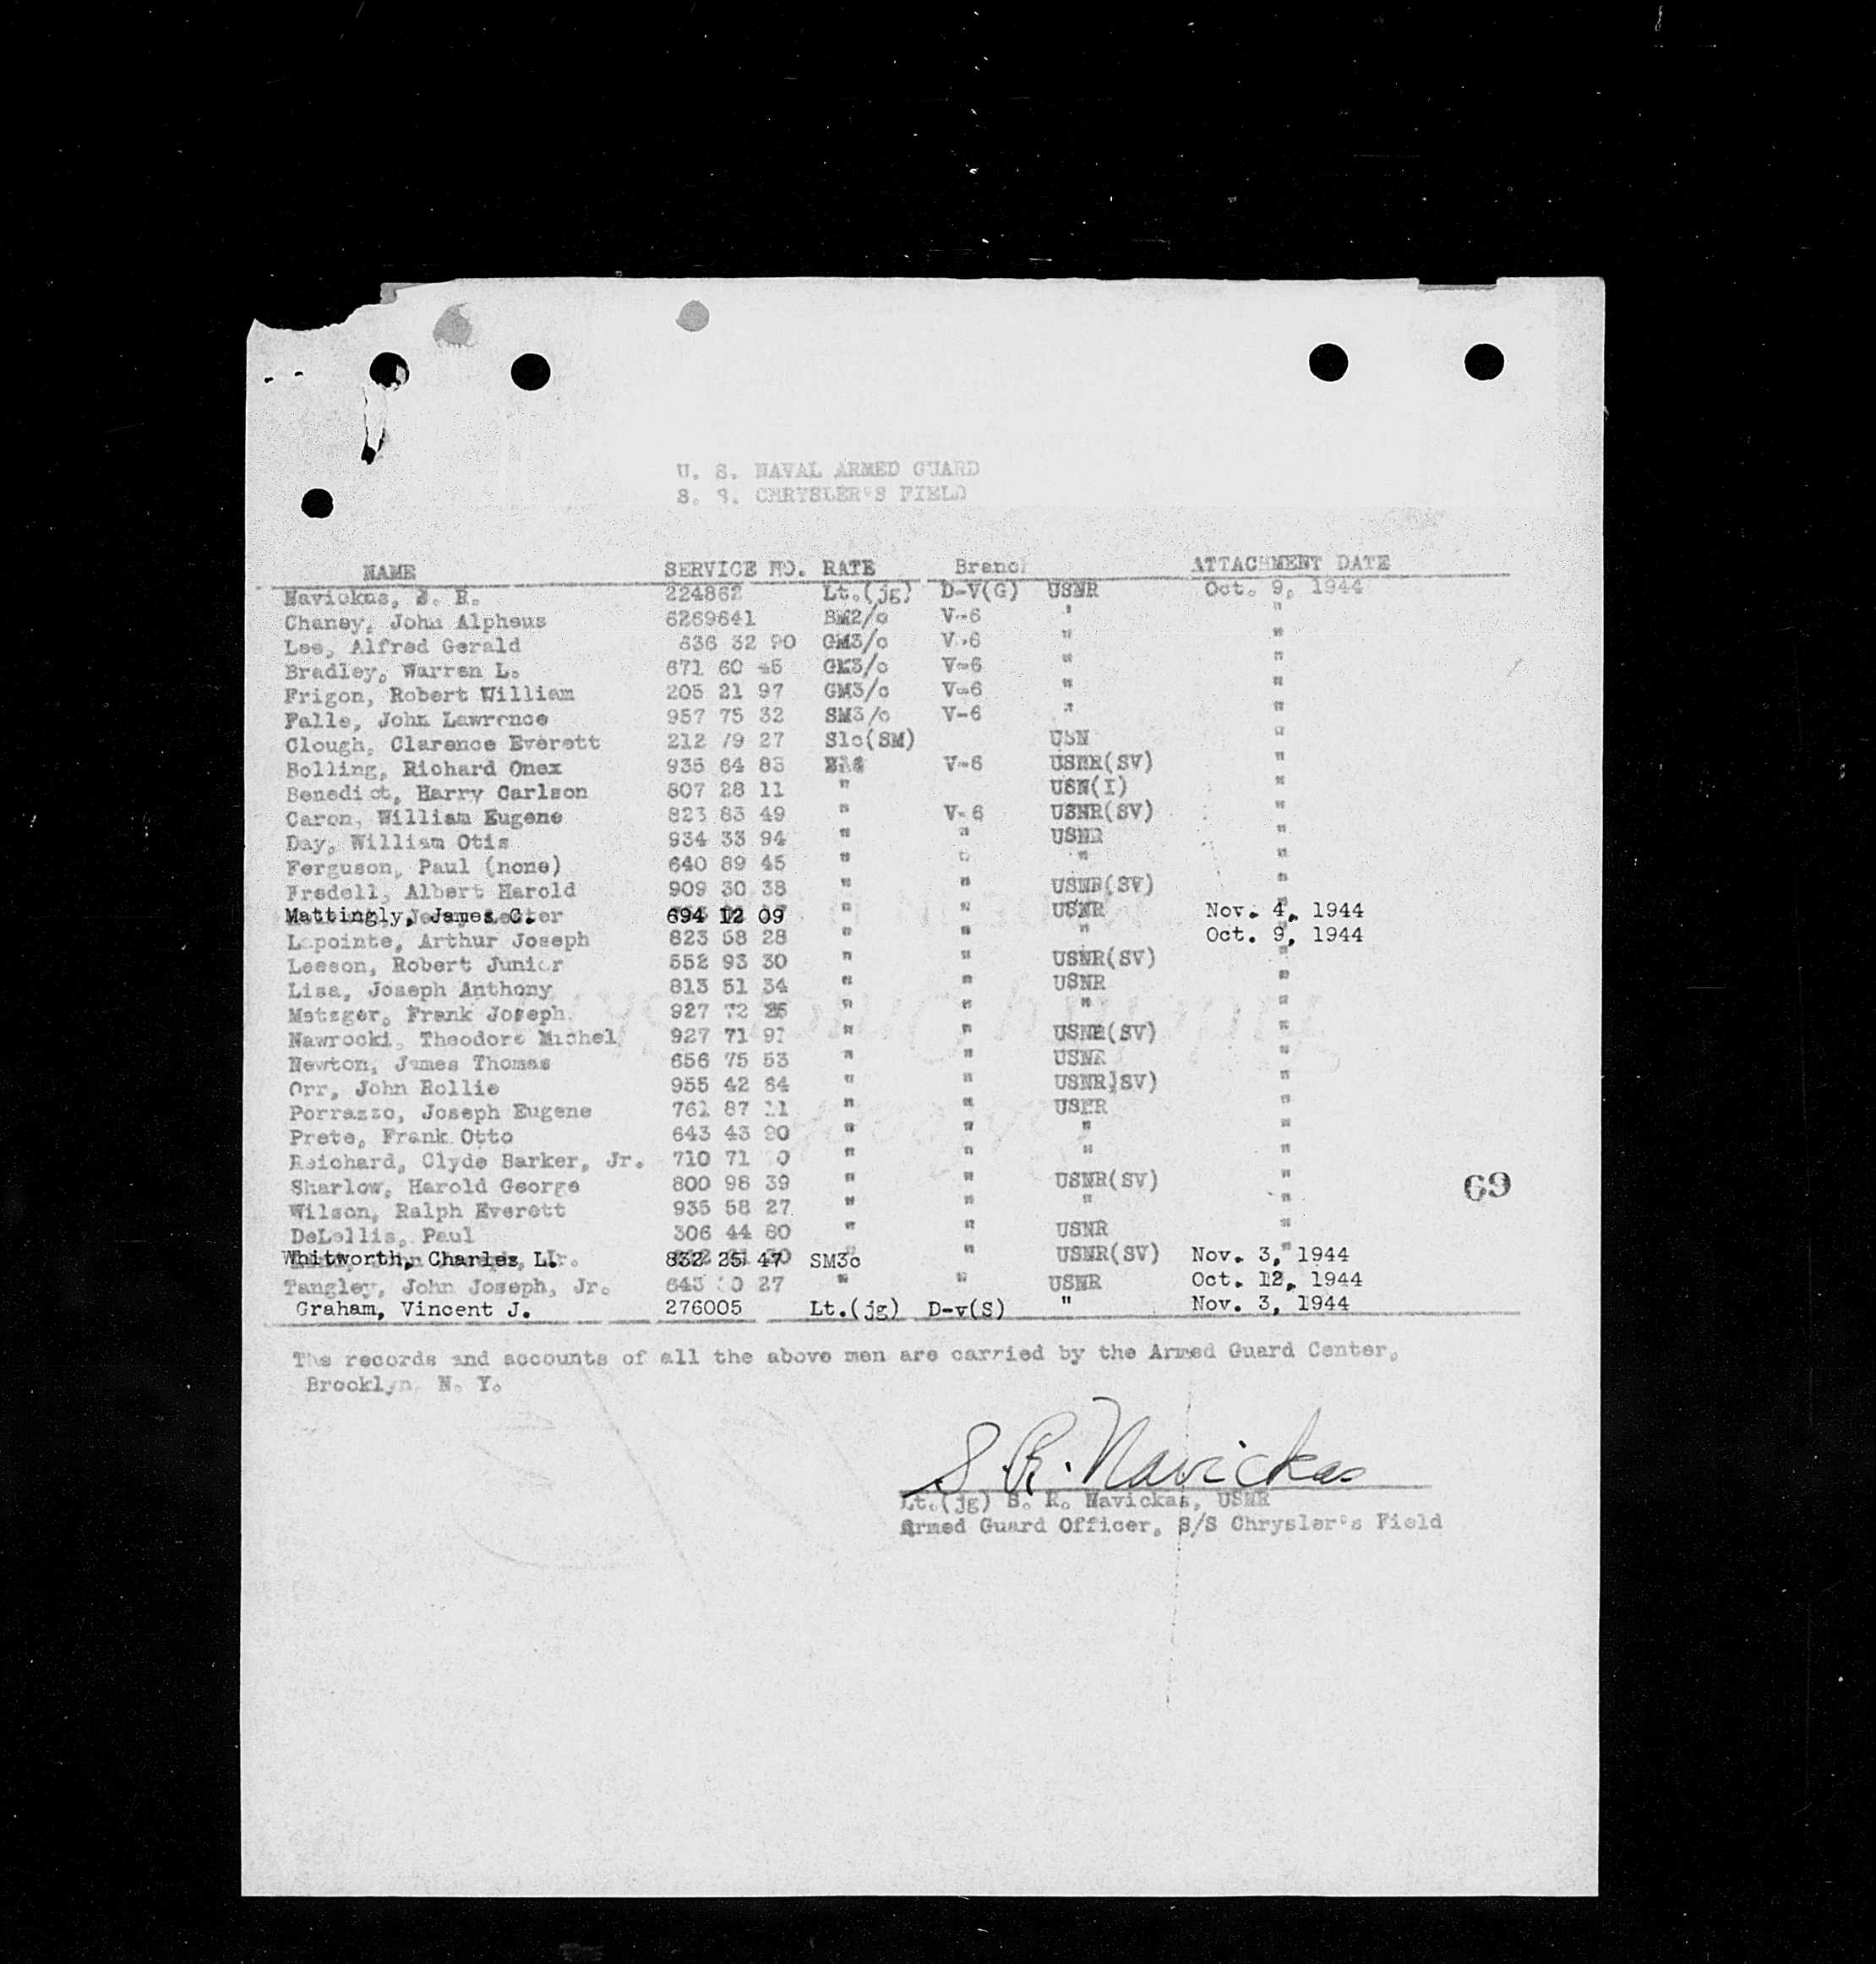 U. S. NAVAL ARMED GUARD
S. S. CHRYSLER'S FIELD
NAME SERVICE NO. RATE Branch ATTACHMENT DATE
Navickas, S. R. 224862 Lt.(jg) D-V(G) USNR Oct. 9, 1944
Chaney, John Alpheus 6269641 BM2/c V-6 " "
Lee, Alfred Gerald 836 32 90 GM3/c V-6 " "
Bradley, Warren L. 671 60 45 GM3/c V-6 " "
Frigon, Robert William 205 21 97 GM3/c V-6 " "
Falle, John Lawrence 957 75 32 SM3/c V-6 " "
Clough, Clarence Everett 212 79 27 S1c(SM) USN "
Bolling, Richard Onex 935 64 83 V-6 USNR(SV) "
Benedict, Harry Carlson 807 28 11 " USN(I) "
Caron, William Eugene 823 83 49 " V-6 USNR(SV) "
Day, William Otis 934 33 94 " " USNR "
Ferguson, Paul (none) 640 89 45 " " " "
Fredell, Albert Harold 909 30 38 " " USNR(SV) "
Mattingly, James C. 694 12 09 " " USNR Nov. 4, 1944
Lapointe, Arthur Joseph 823 58 28 " " " Oct. 9, 1944
Leeson, Robert Junior 552 93 30 " " USNR(SV) "
Lisa, Joseph Anthony 813 51 34 " " USNR "
Metzger, Frank Joseph 927 72 " " " "
Nawrocki, Theodore Michel 927 71 97 " " USNR(SV) "
Newton, James Thomas 656 75 53 " " USNR "
Orr, John Rollie 955 42 64 " " USNR)SV) "
Porrazzo, Joseph Eugene 761 87 11 " " USNR "
Prete, Frank Otto 643 43 90 " " " "
Reichard, Clyde Barker, Jr. 710 71 " " " "
Sharlow, Harold George 800 98 39 " " USNR(SV) "
69
Wilson, Ralph Everett 935 58 27 " " " "
DeLellis, Paul 306 44 80 " " USNR "
Whitworth, Charles L. 832 25 47 SM3c " USNR(SV) Nov. 3, 1944
Tangley, John Joseph, Jr. 643 27 " " USNR Oct. 12, 1944
Graham, Vincent J. 276005 Lt.(jg) D-v(S) " Nov. 3, 1944
The records and accounts of all the above men are carried by the Armed Guard Center,
Brooklyn, N. Y.
S. R. Navickas
Lt.(jg) S. R. Navickas, USNR
Armed Guard Officer, S/S Chrysler's Field